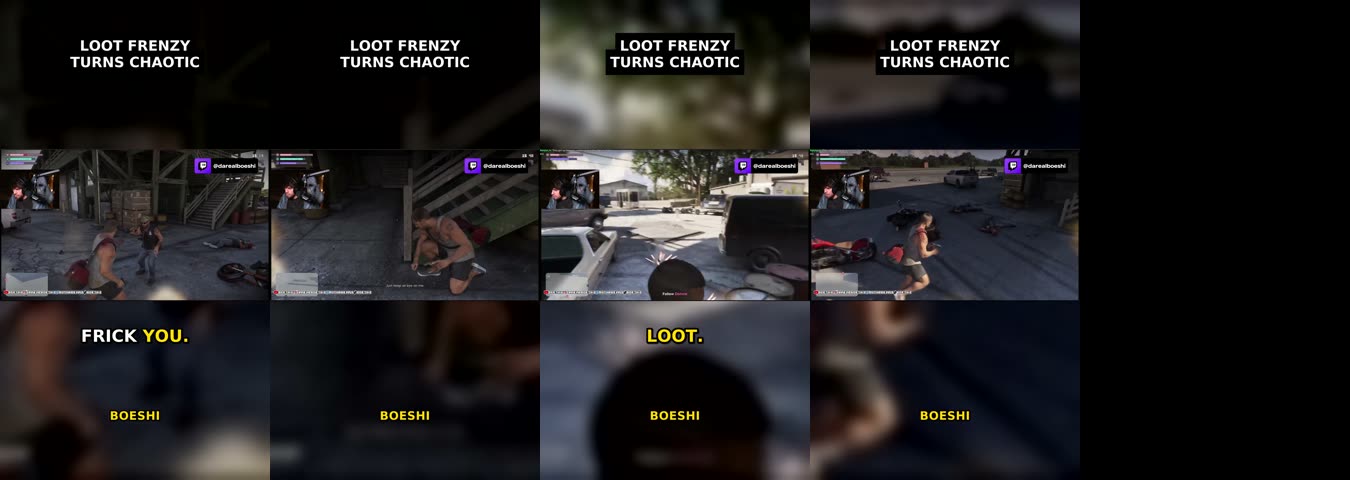 LOOT FRENZY
TURNS CHAOTIC
LOOT FRENZY
TURNS CHAOTIC
LOOT FRENZY
TURNS CHAOTIC
LOOT FRENZY
TURNS CHAOTIC
@darealboeshi
@darealboeshi
@darealboeshi
@darealboeshi
FRICK YOU.
LOOT.
BOESHI
BOESHI
BOESHI
BOESHI